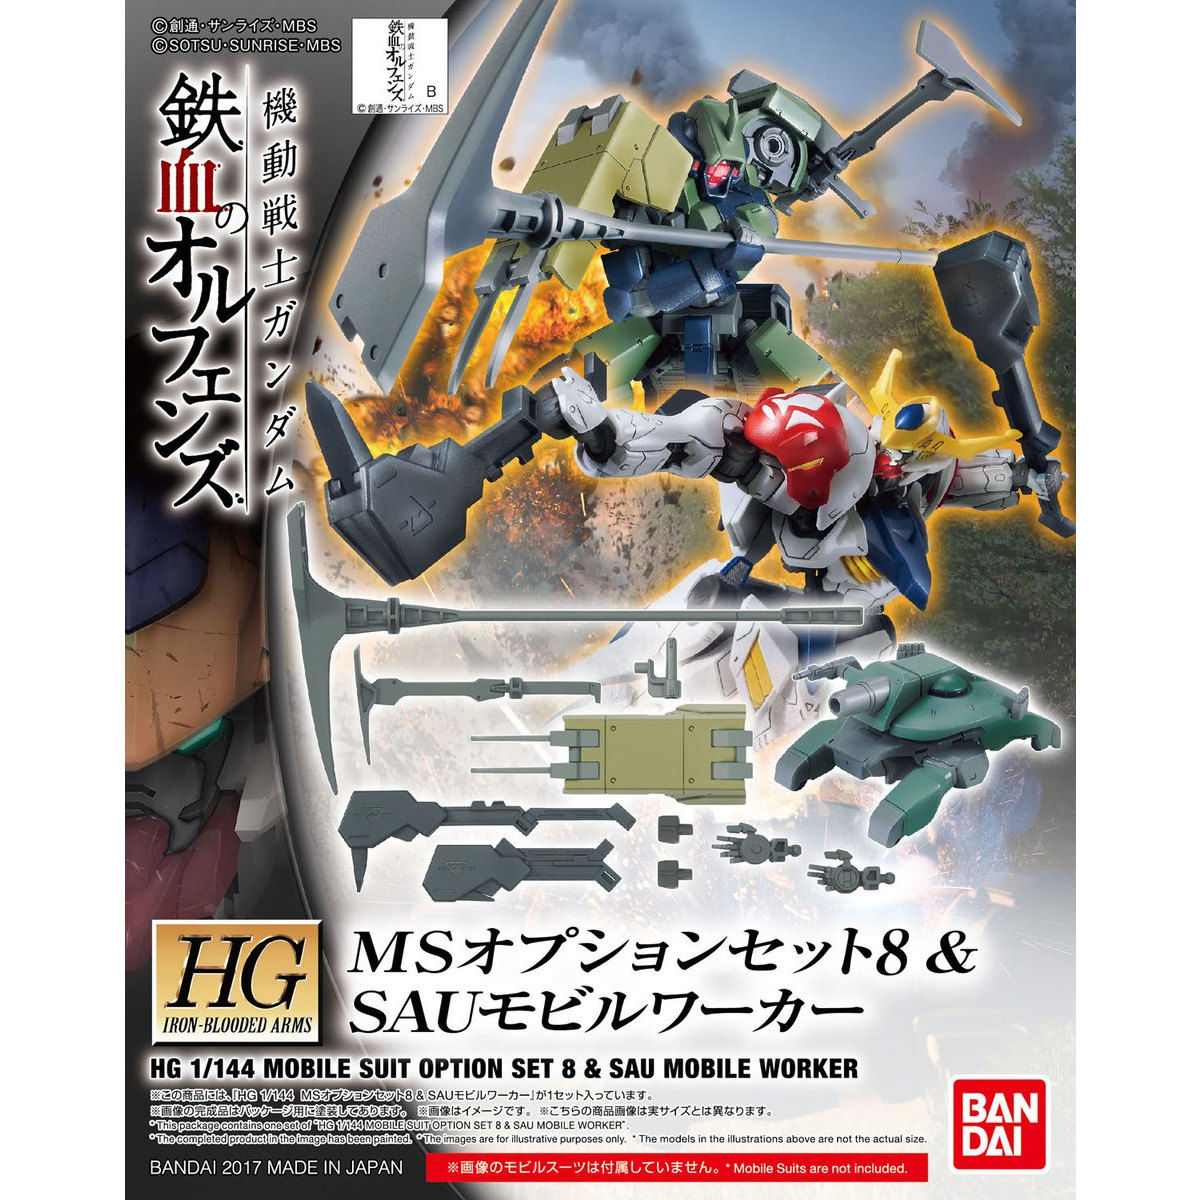 ©創通・サンライズ・MBS
©SOTSU・SUNRISE・MBS
機動戦士ガンダム
鉄血のオルフェンズ
B
©創通・サンライズ・MBS
機動戦士ガンダム
鉄血のオルフェンズ
HG
IRON-BLOODED ARMS
MSオプションセット8 &
SAUモビルワーカー
HG 1/144 MOBILE SUIT OPTION SET 8 & SAU MOBILE WORKER
※この商品には、「HG 1/144 MSオプションセット8 & SAUモビルワーカー」が1セット入っています。
※画像の完成品はパッケージ用に塗装してあります。 ※画像はイメージです。 ※こちらの商品画像は実サイズとは異なります。
* This package contains one set of "HG 1/144 MOBILE SUIT OPTION SET 8 & SAU MOBILE WORKER".
* The completed product in the image has been painted. * The images are for illustrative purposes only. * The models in the illustrations above are not the actual size.
BANDAI 2017 MADE IN JAPAN
※画像のモビルスーツは付属していません。 * Mobile Suits are not included.
BAN
DAI